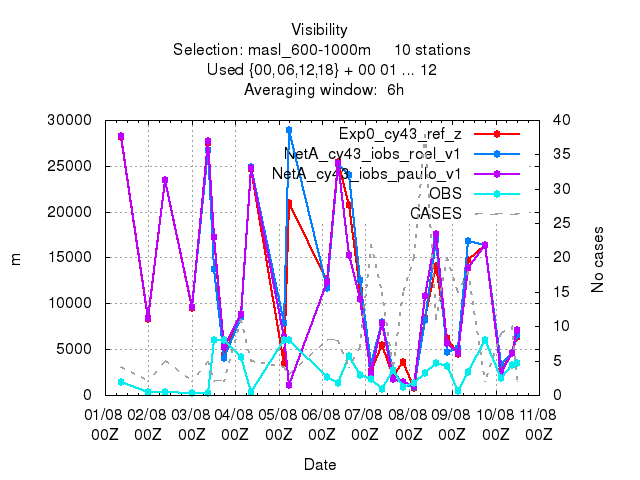 Visibility
Selection: masl_600-1000m 10 stations
Used {00,06,12,18} + 00 01 ... 12
Averaging window: 6h
Exp0_cy43_ref_z
NetA_cy43_iobs_roel_v1
NetA_cy43_iobs_paulo_v1
OBS
CASES
30000
25000
20000
15000
10000
5000
0
m
40
35
30
25
20
15
10
5
0
No cases
01/08 02/08 03/08 04/08 05/08 06/08 07/08 08/08 09/08 10/08 11/08
00Z 00Z 00Z 00Z 00Z 00Z 00Z 00Z 00Z 00Z 00Z
Date